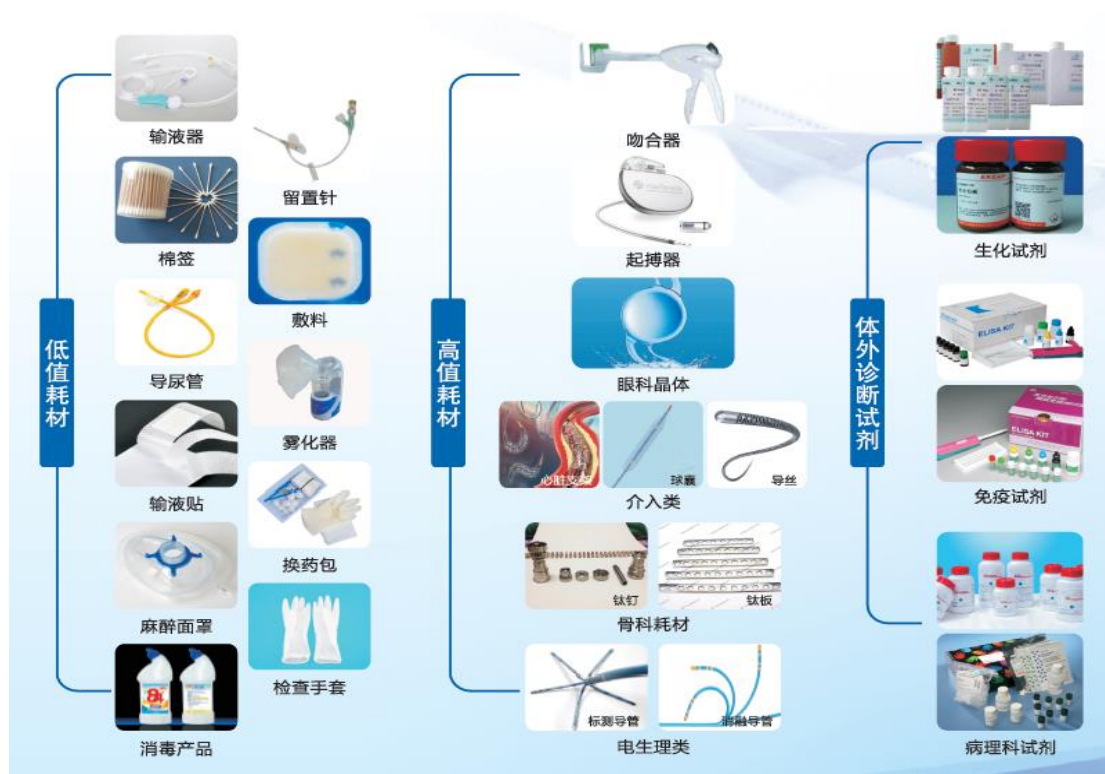 低值耗材
输液器
留置针
棉签
敷料
导尿管
雾化器
输液贴
换药包
麻醉面罩
检查手套
消毒产品
高值耗材
吻合器
起搏器
眼科晶体
心脏支架
球囊
导丝
介入类
钛钉
钛板
骨科耗材
标测导管
消融导管
电生理类
体外诊断试剂
生化试剂
ELISA KIT
ELISA KIT
免疫试剂
病理科试剂